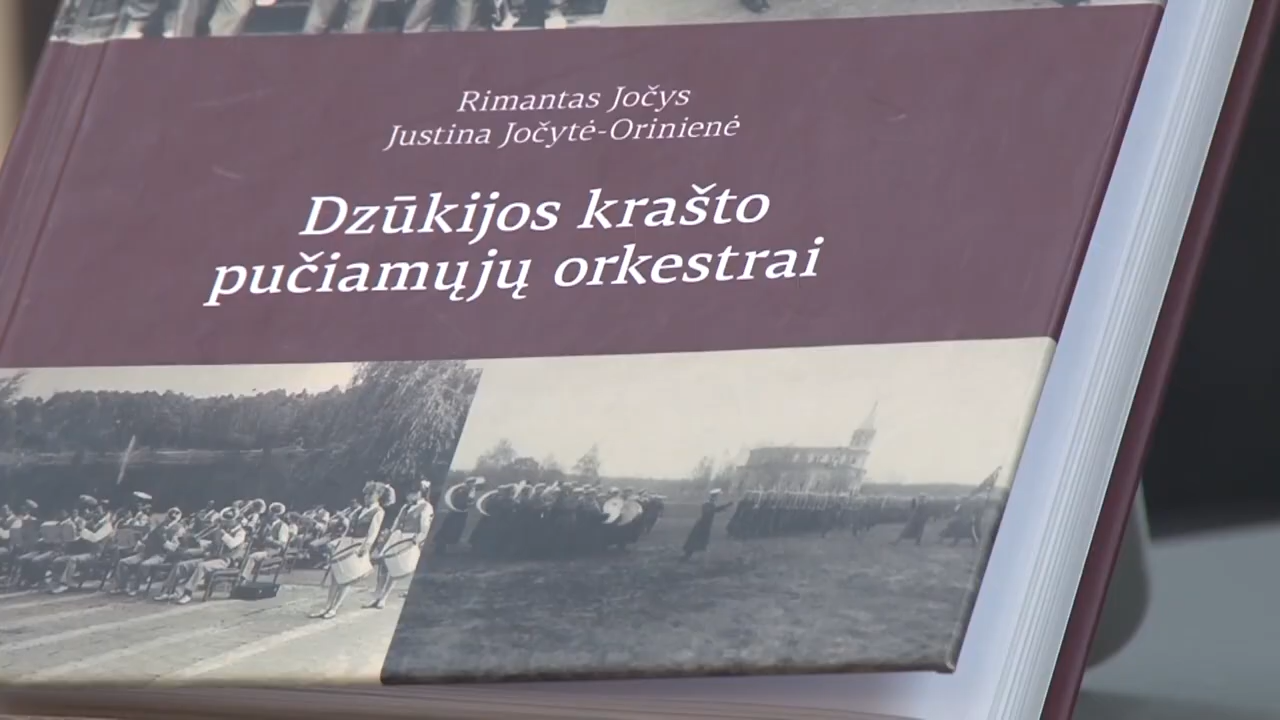 Rimantas Jočys
Justina Jočytė-Orinienė
Dzūkijos krašto
pučiamųjų orkestrai